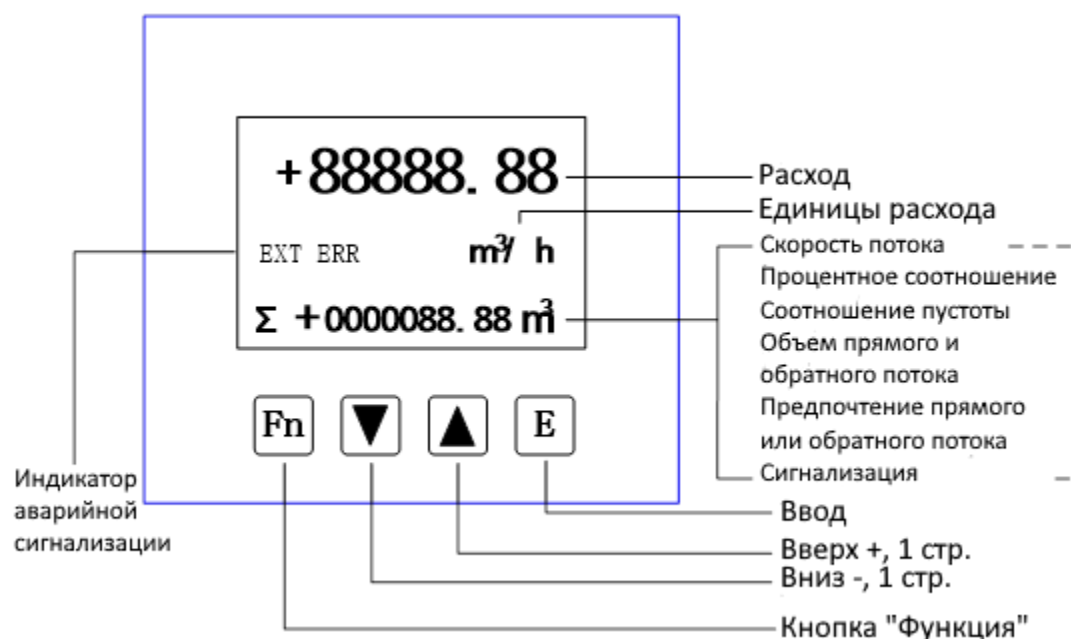 +88888.88
EXT ERR m³/ h
Σ +0000088.88 m³
Fn ▼ ▲ E
Расход
Единицы расхода
Скорость потока
Процентное соотношение
Соотношение пустоты
Объем прямого и
обратного потока
Предпочтение прямого
или обратного потока
Сигнализация
Индикатор
аварийной
сигнализации
Ввод
Вверх +, 1 стр.
Вниз -, 1 стр.
Кнопка "Функция"